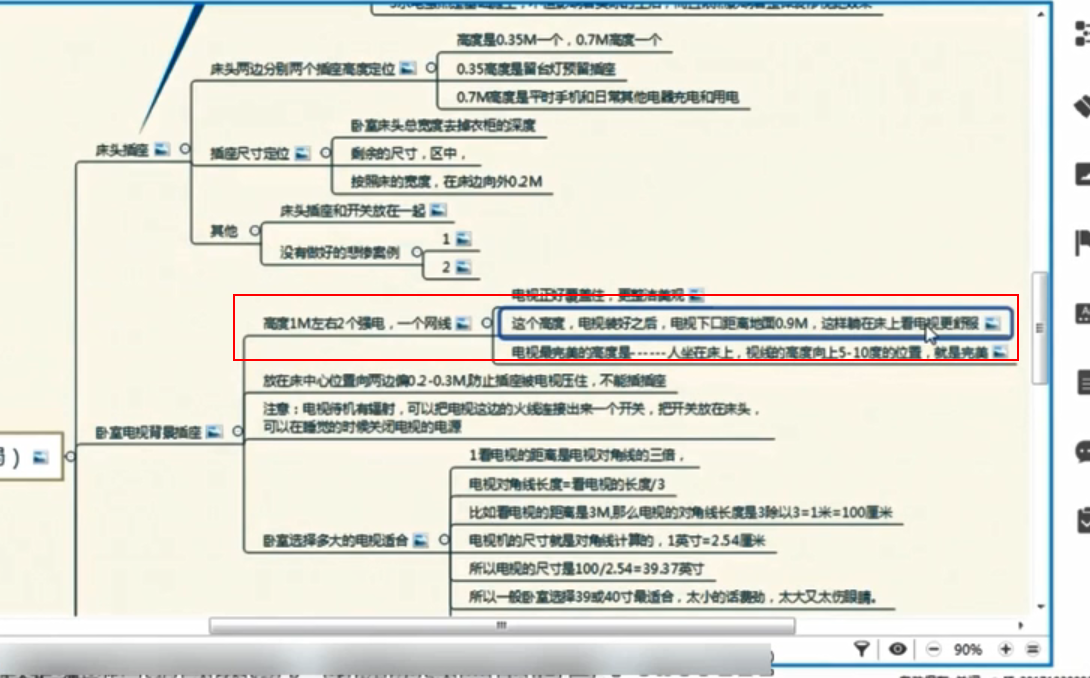 床头两边分别两个插座高度定位
高度是0.35M一个，0.7M高度一个
0.35高度是留台灯预留插座
0.7M高度是平时手机和日常其他电器充电和用电
床头插座
插座尺寸定位
卧室床头总宽度去掉衣柜的深度
剩余的尺寸，区中，
按照床的宽度，在床边向外0.2M
其他
床头插座和开关放在一起
没有做好的悲惨案例
1
2
高度1M左右2个强电，一个网线
电视正好覆盖住，更整洁美观
这个高度，电视装好之后，电视下口距离地面0.9M，这样躺在床上看电视更舒服
电视最完美的高度是------人坐在床上，视线的高度向上5-10度的位置，就是完美
放在床中心位置向两边偏0.2-0.3M,防止插座被电视压住，不能插插座
卧室电视背景插座
注意：电视待机有辐射，可以把电视这边的火线连接出来一个开关，把开关放在床头，
可以在睡觉的时候关闭电视的电源
卧室选择多大的电视适合
1看电视的距离是电视对角线的三倍，
电视对角线长度=看电视的长度/3
比如看电视的距离是3M,那么电视的对角线长度是3除以3=1米=100厘米
电视机的尺寸就是对角线计算的，1英寸=2.54厘米
所以电视的尺寸是100/2.54=39.37英寸
所以一般卧室选择39或40寸最适合，太小的话费劲，太大又太伤眼睛。
90%